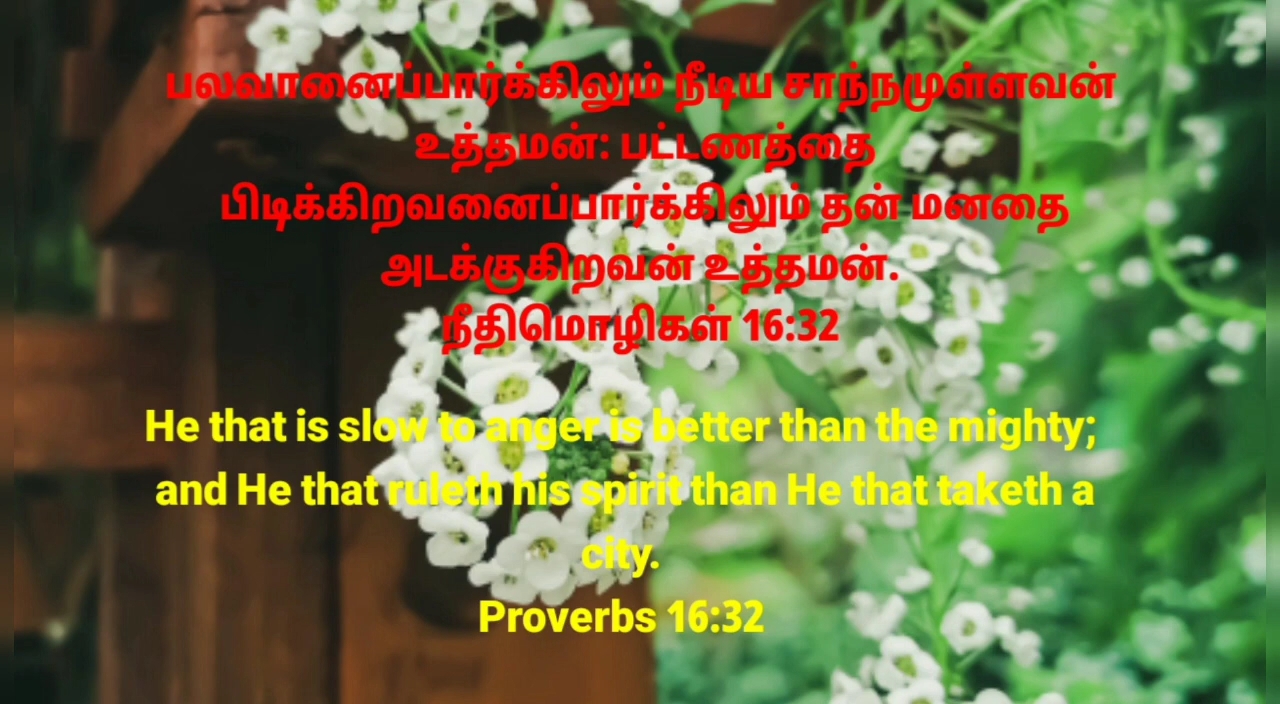 பலவானைப்பார்க்கிலும் நீடிய சாந்நமுள்ளவன்
உத்தமன்: பட்டணத்தை
பிடிக்கிறவனைப்பார்க்கிலும் தன் மனதை
அடக்குகிறவன் உத்தமன்.
நீதிமொழிகள் 16:32
He that is slow to anger is better than the mighty;
and He that ruleth his spirit than He that taketh a
city.
Proverbs 16:32